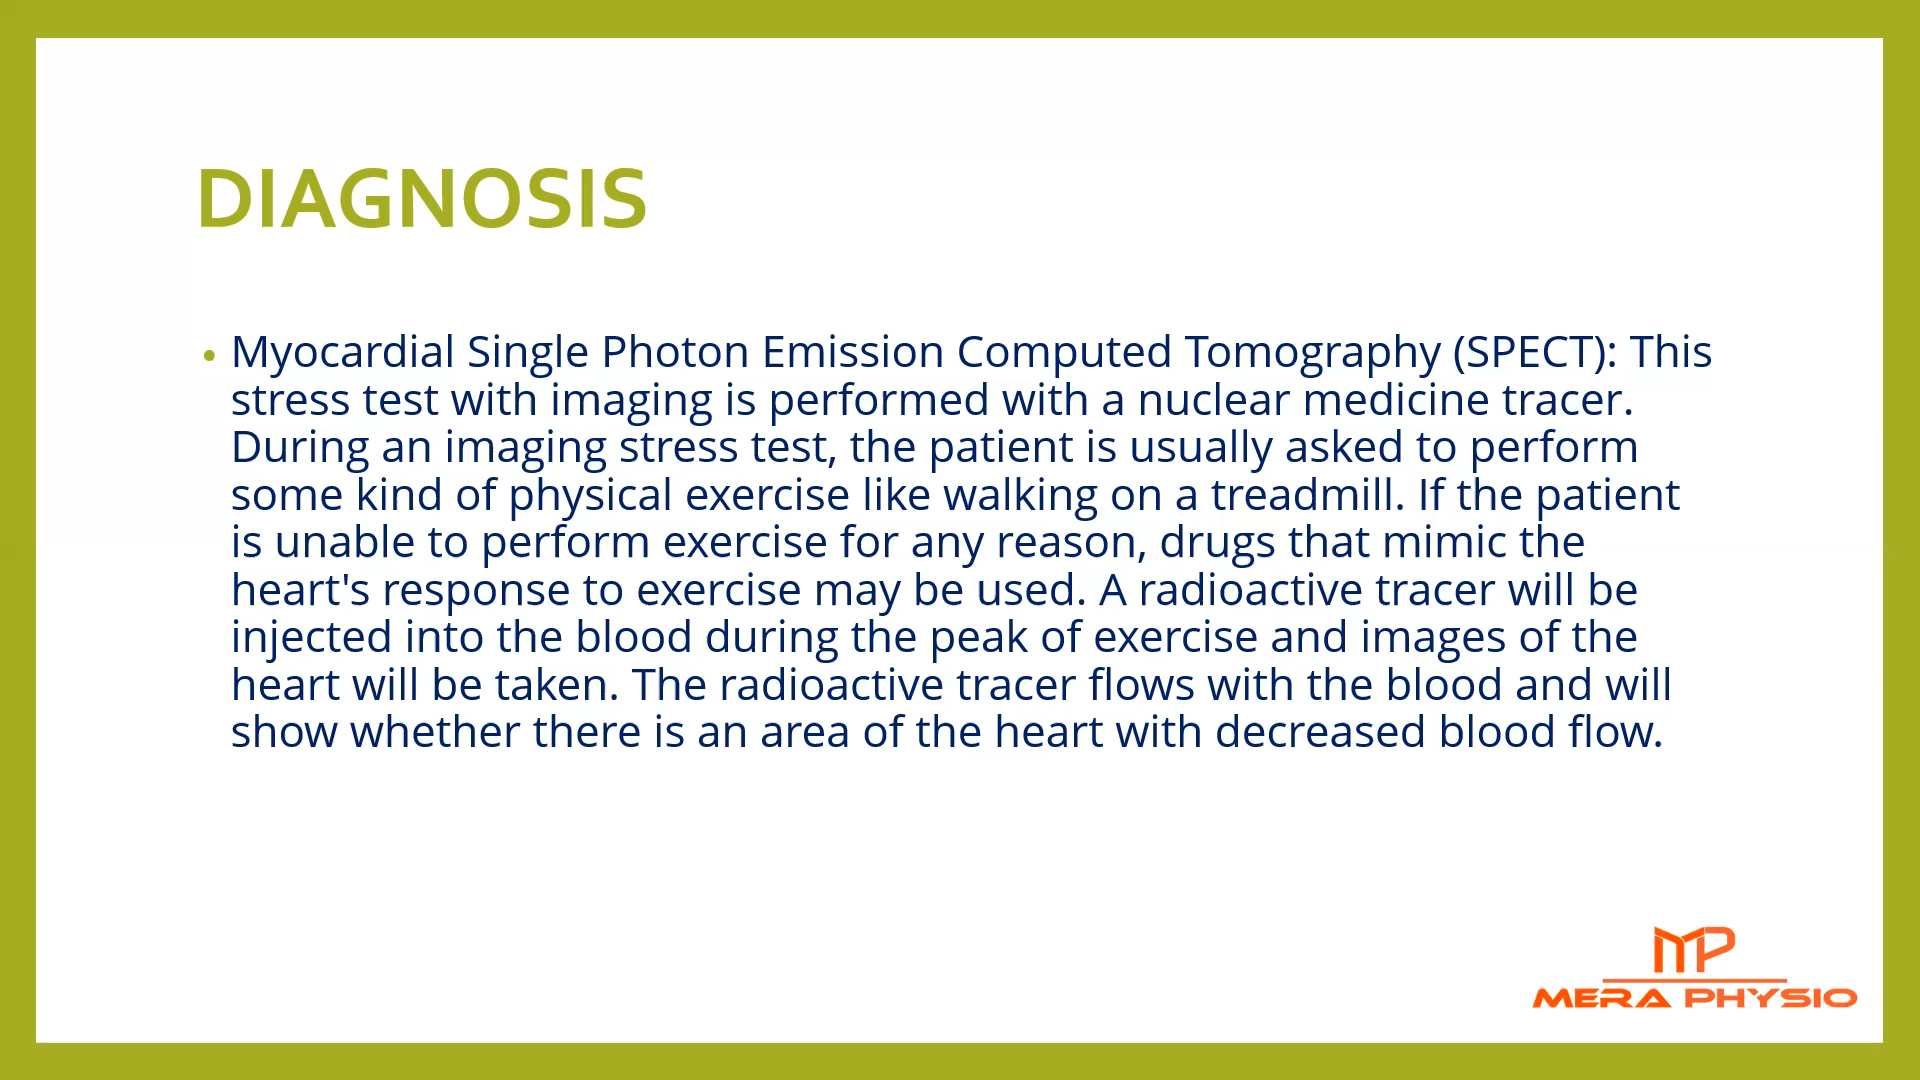 DIAGNOSIS
• Myocardial Single Photon Emission Computed Tomography (SPECT): This
stress test with imaging is performed with a nuclear medicine tracer.
During an imaging stress test, the patient is usually asked to perform
some kind of physical exercise like walking on a treadmill. If the patient
is unable to perform exercise for any reason, drugs that mimic the
heart's response to exercise may be used. A radioactive tracer will be
injected into the blood during the peak of exercise and images of the
heart will be taken. The radioactive tracer flows with the blood and will
show whether there is an area of the heart with decreased blood flow.
MP
MERA PHYSIO